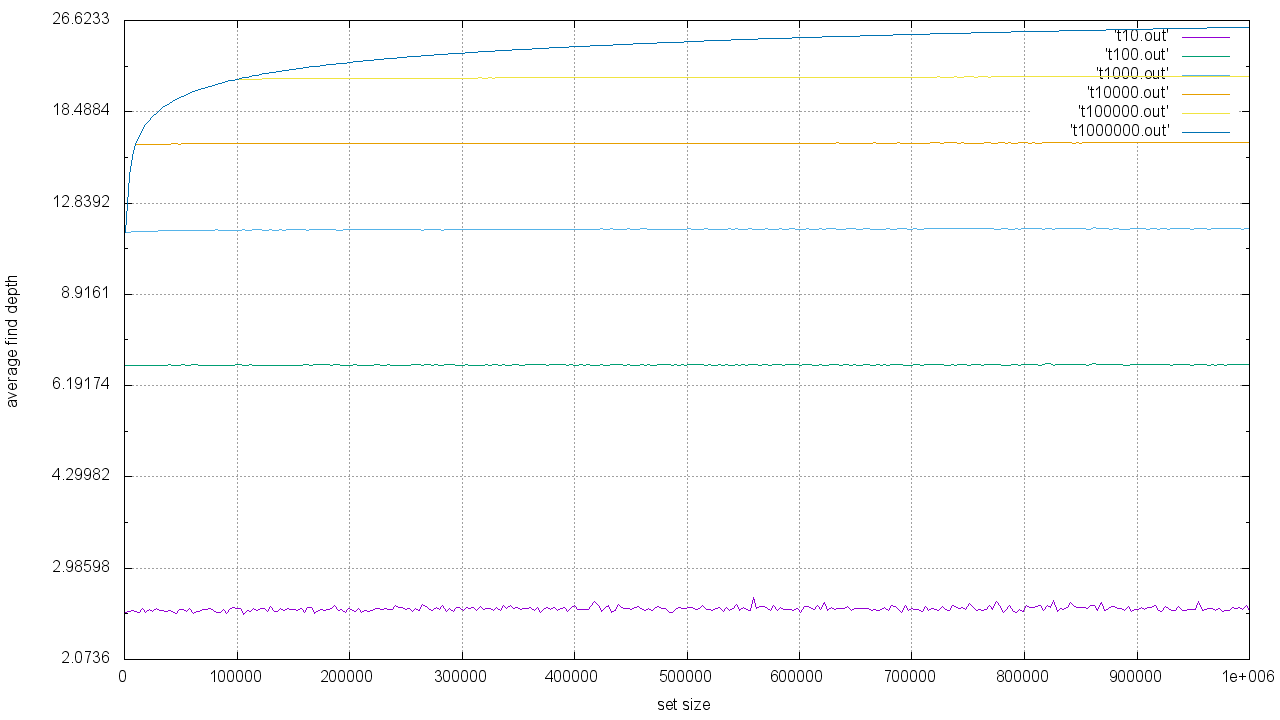 26.6233
18.4884
12.8392
8.9161
6.19174
4.29982
2.98598
2.0736
average find depth
't10.out'
't100.out'
't1000.out'
't10000.out'
't100000.out'
't1000000.out'
0 100000 200000 300000 400000 500000 600000 700000 800000 900000 1e+006
set size